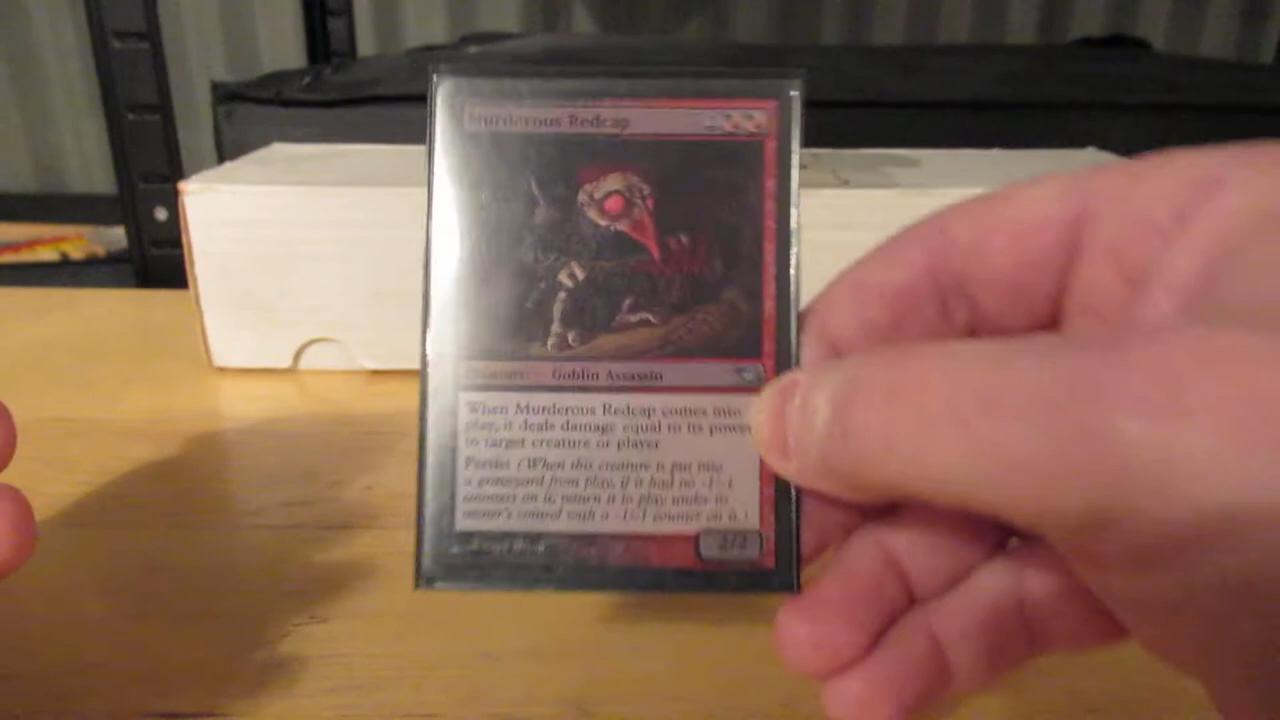 Murderous Redcap
Creature — Goblin Assassin
When Murderous Redcap comes into
play, it deals damage equal to its power
to target creature or player
Persist (When this creature is put into
a graveyard from play, if it had no -1/-1
counters on it, return it to play under its
owner's control with a -1/-1 counter on it.)
2/2